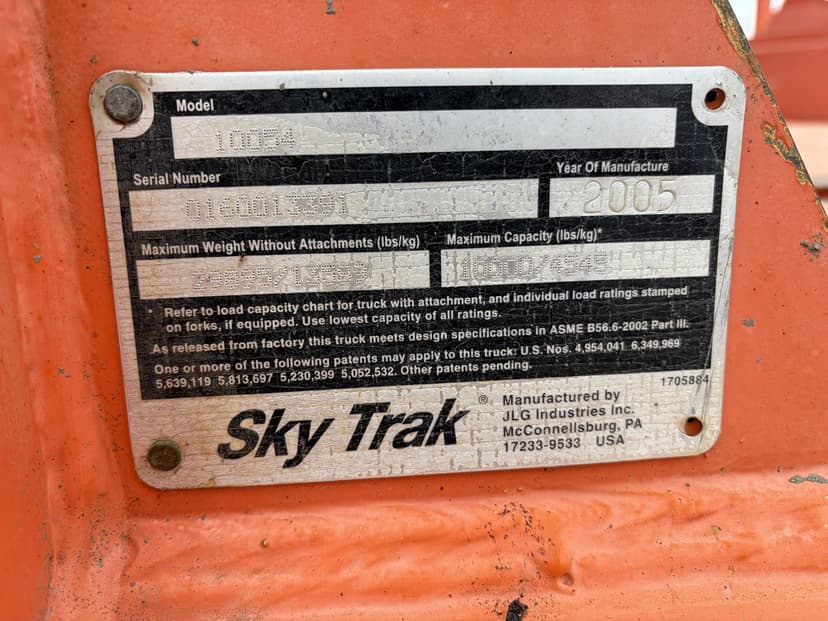 Model
10054
Serial Number
Year Of Manufacture
0160013391
2005
Maximum Weight Without Attachments (lbs/kg)
Maximum Capacity (lbs/kg)*
10000/4545
* Refer to load capacity chart for truck with attachment, and individual load ratings stamped
on forks, if equipped. Use lowest capacity of all ratings.
As released from factory this truck meets design specifications in ASME B56.6-2002 Part III.
One or more of the following patents may apply to this truck: U.S. Nos. 4,954,041 6,349,969
5,639,119 5,813,697 5,230,399 5,052,532. Other patents pending.
1705884
Sky Trak ®
Manufactured by
JLG Industries Inc.
McConnellsburg, PA
17233-9533 USA